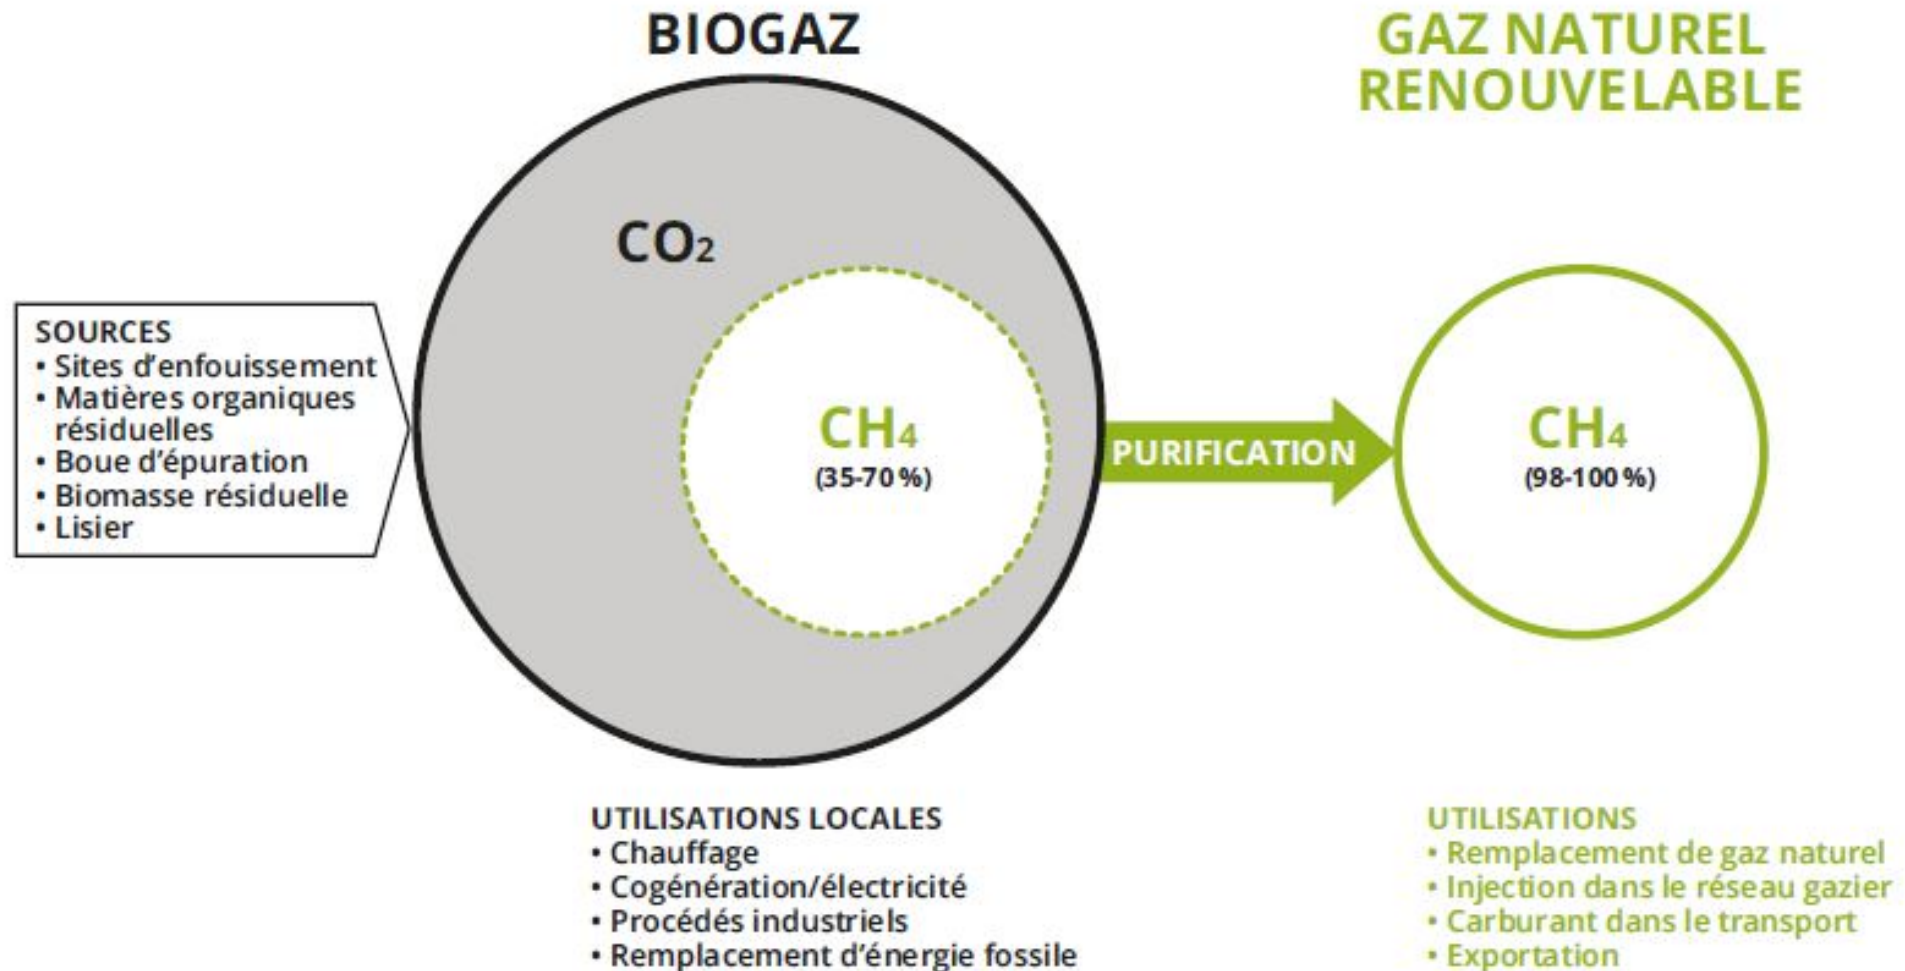 BIOGAZ
GAZ NATUREL
RENOUVELABLE
CO₂
SOURCES
• Sites d'enfouissement
• Matières organiques
résiduelles
• Boue d'épuration
• Biomasse résiduelle
• Lisier
CH₄
(35-70 %)
PURIFICATION
CH₄
(98-100 %)
UTILISATIONS LOCALES
• Chauffage
• Cogénération/électricité
• Procédés industriels
• Remplacement d'énergie fossile
UTILISATIONS
• Remplacement de gaz naturel
• Injection dans le réseau gazier
• Carburant dans le transport
• Exportation